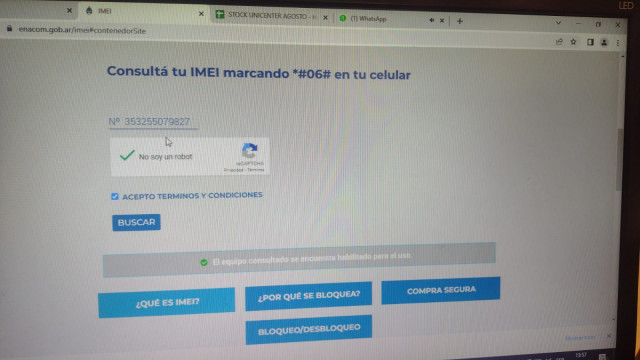 LED
IMEI
STOCK UNICENTER AGOSTO -
(1) WhatsApp
enacom.gob.ar/imei#contenedorSite
Consultá tu IMEI marcando *#06# en tu celular
Nº 353255079827
No soy un robot
reCAPTCHA
Privacidad - Términos
ACEPTO TERMINOS Y CONDICIONES
BUSCAR
El equipo consultado se encuentra habilitado para el uso.
¿QUÉ ES IMEI?
¿POR QUÉ SE BLOQUEA?
COMPRA SEGURA
BLOQUEO/DESBLOQUEO
13:57